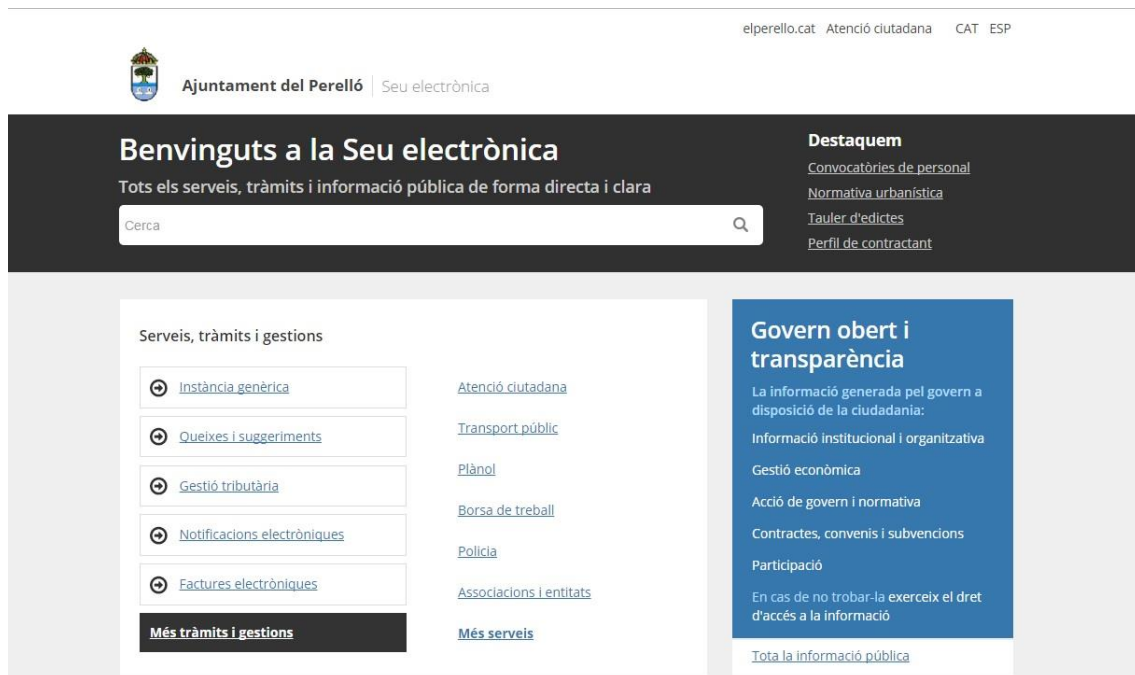 elperello.cat Atenció ciutadana CAT ESP
Ajuntament del Perelló Seu electrònica
Benvinguts a la Seu electrònica
Tots els serveis, tràmits i informació pública de forma directa i clara
Cerca
Destaquem
Convocatòries de personal
Normativa urbanística
Tauler d'edictes
Perfil de contractant
Serveis, tràmits i gestions
Instància genèrica
Queixes i suggeriments
Gestió tributària
Notificacions electròniques
Factures electròniques
Més tràmits i gestions
Atenció ciutadana
Transport públic
Plànol
Borsa de treball
Policia
Associacions i entitats
Més serveis
Govern obert i
transparència
La informació generada pel govern a
disposició de la ciudadania:
Informació institucional i organitzativa
Gestió econòmica
Acció de govern i normativa
Contractes, convenis i subvencions
Participació
En cas de no trobar-la exerceix el dret
d'accés a la informació
Tota la informació pública